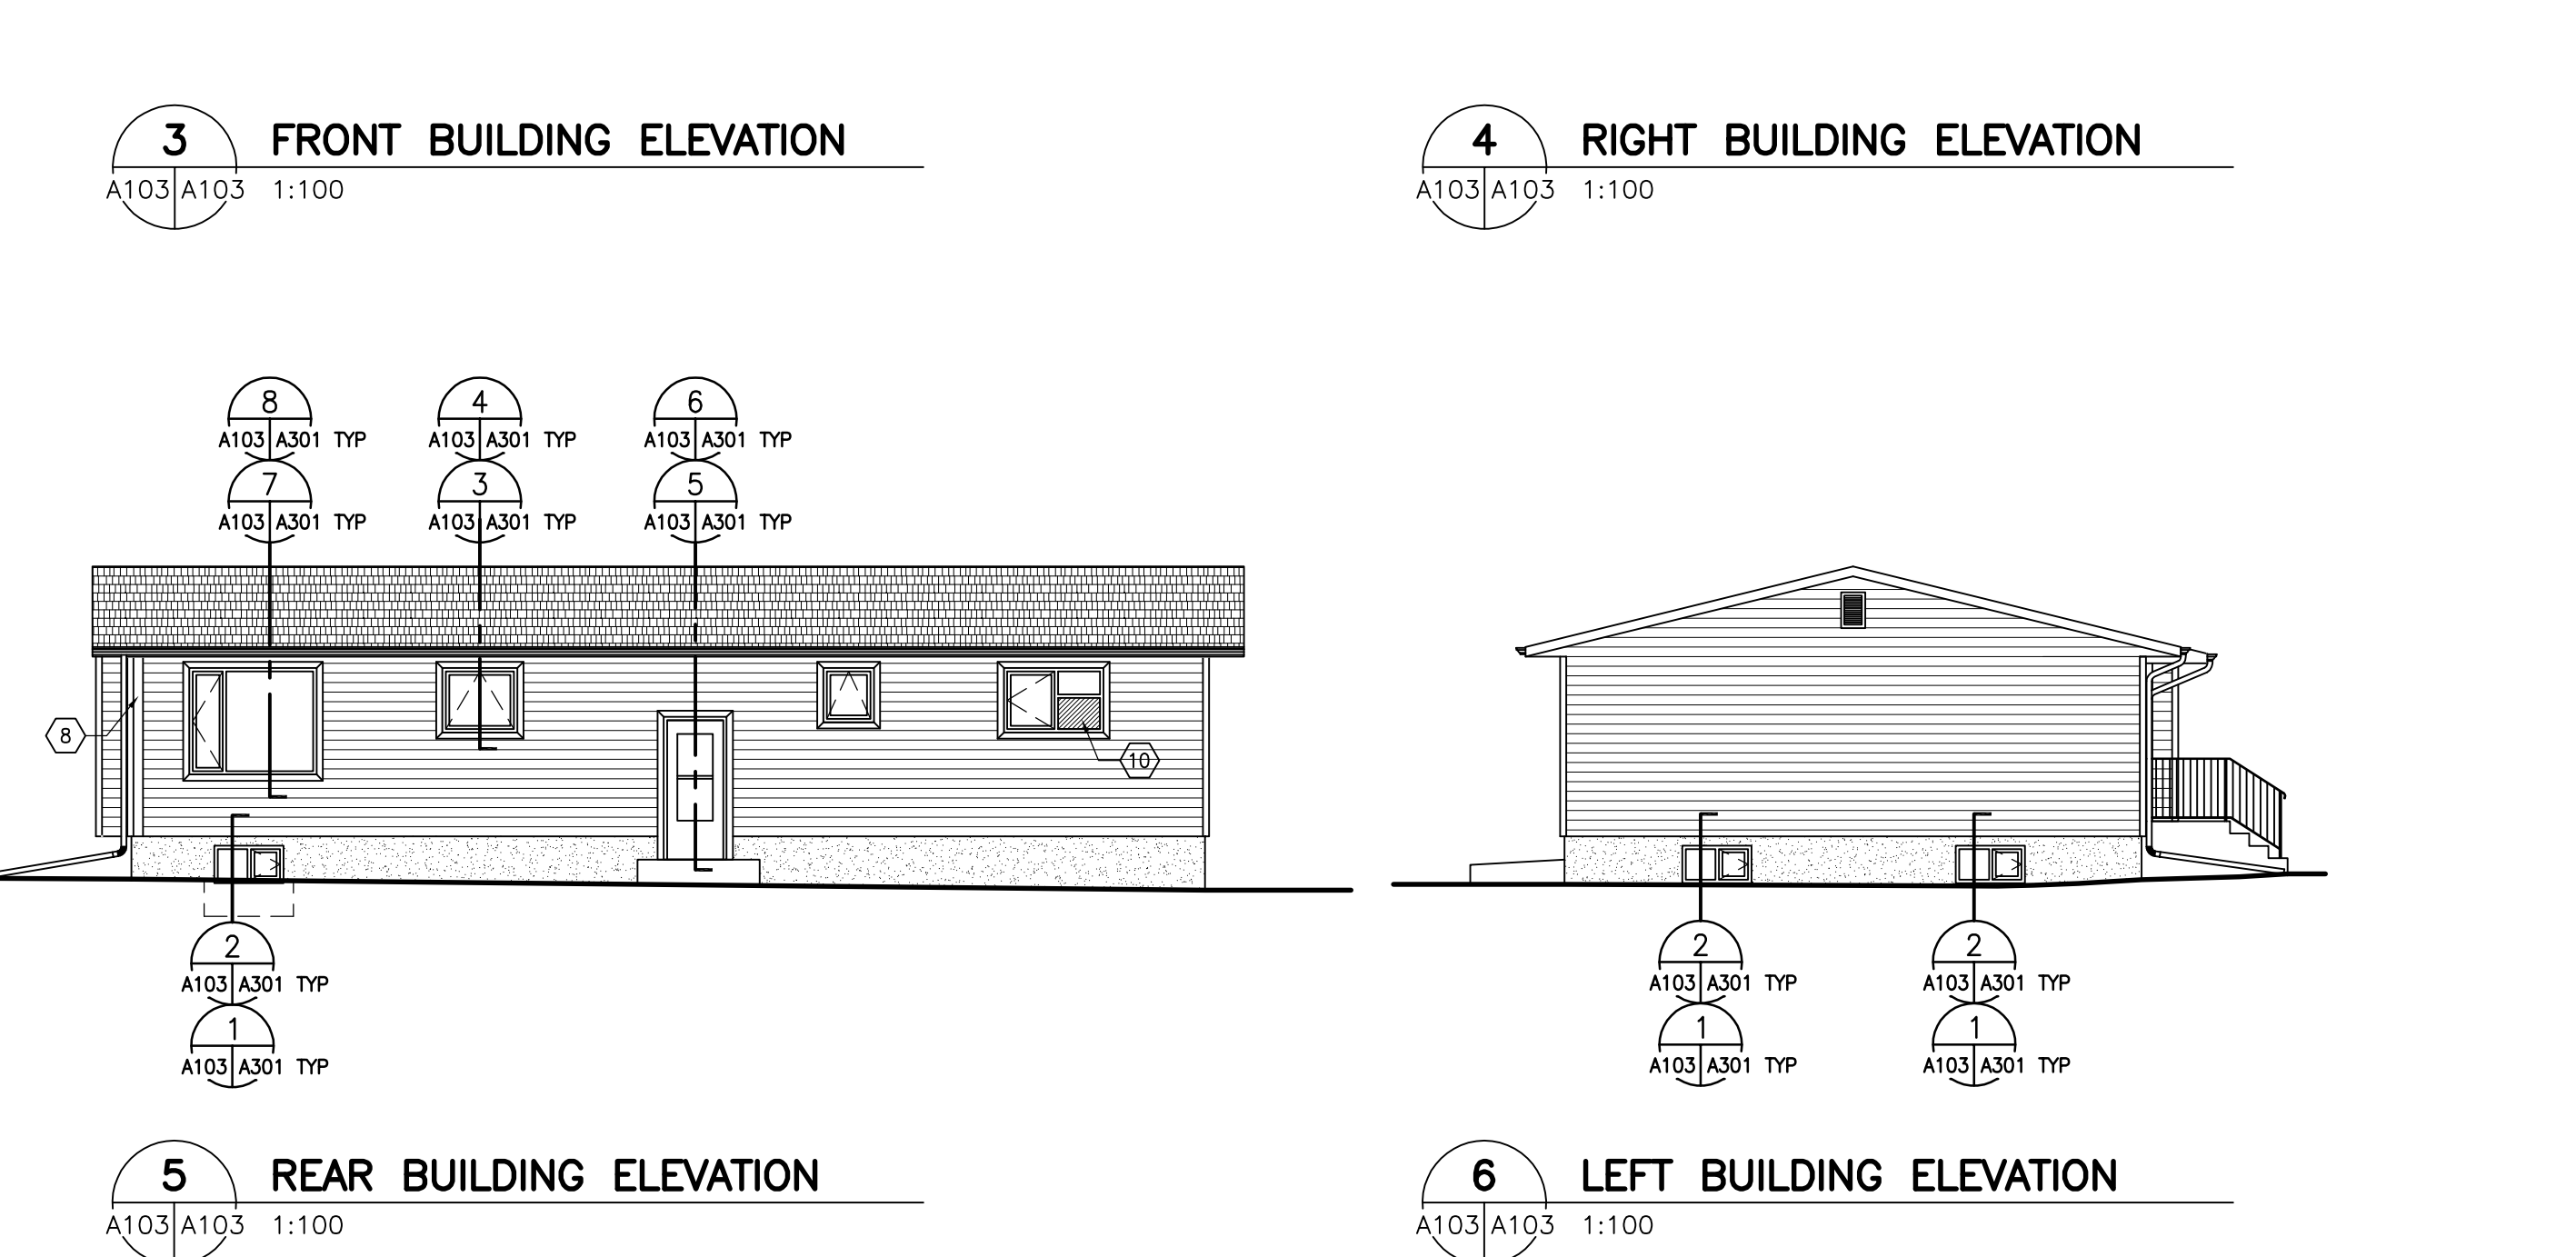 3 FRONT BUILDING ELEVATION
A103 A103 1:100
4 RIGHT BUILDING ELEVATION
A103 A103 1:100
8
A103 A301 TYP
7
A103 A301 TYP
4
A103 A301 TYP
3
A103 A301 TYP
6
A103 A301 TYP
5
A103 A301 TYP
8
10
2
A103 A301 TYP
1
A103 A301 TYP
2
A103 A301 TYP
1
A103 A301 TYP
2
A103 A301 TYP
1
A103 A301 TYP
5 REAR BUILDING ELEVATION
A103 A103 1:100
6 LEFT BUILDING ELEVATION
A103 A103 1:100